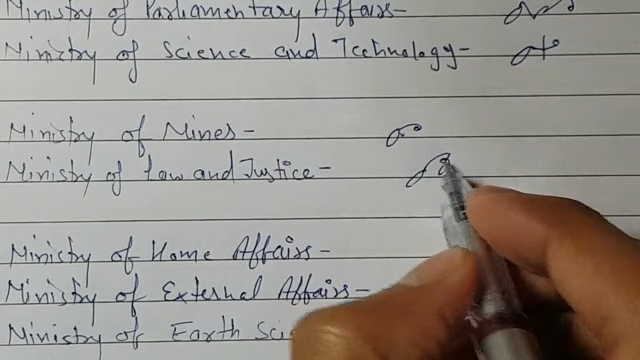 Ministry of Parliamentary Affairs-
Ministry of Science and Technology-
Ministry of Mines-
Ministry of Law and Justice-
Ministry of Home Affairs-
Ministry of External Affairs-
Ministry of Earth Sci